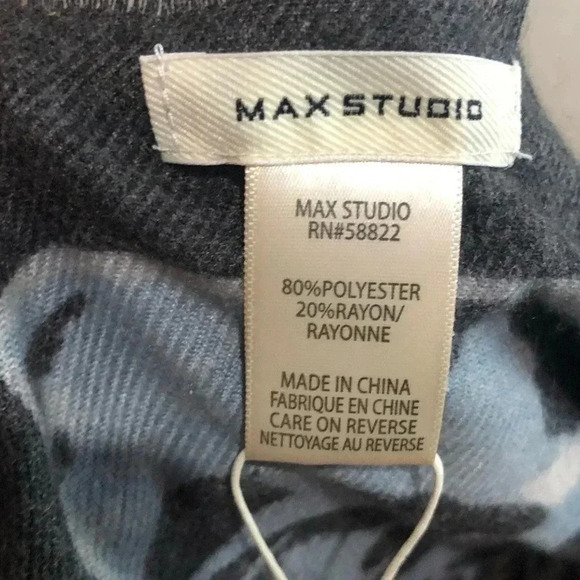 MAX STUDIO
MAX STUDIO
RN#58822
80%POLYESTER
20%RAYON/
RAYONNE
MADE IN CHINA
FABRIQUE EN CHINE
CARE ON REVERSE
NETTOYAGE AU REVERSE